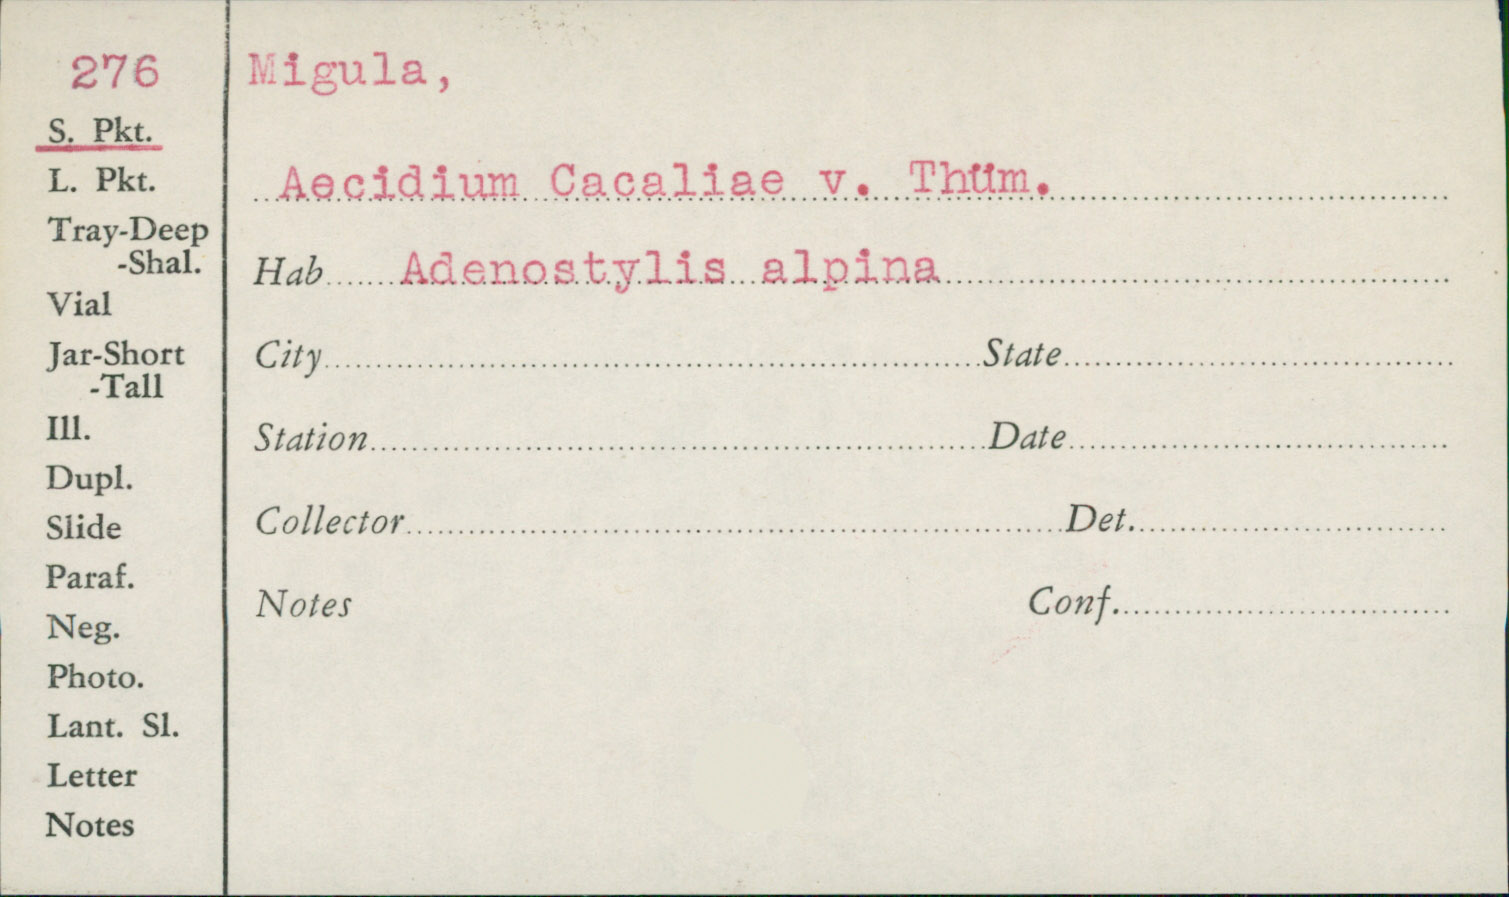 276
S. Pkt.
L. Pkt.
Tray-Deep
-Shal.
Vial
Jar-Short
-Tall
Ill.
Dupl.
Slide
Paraf.
Neg.
Photo.
Lant. Sl.
Letter
Notes
Migula,
Aecidium Cacaliae v. Thüm.
Hab Adenostylis alpina
City State
Station Date
Collector Det.
Notes Conf.